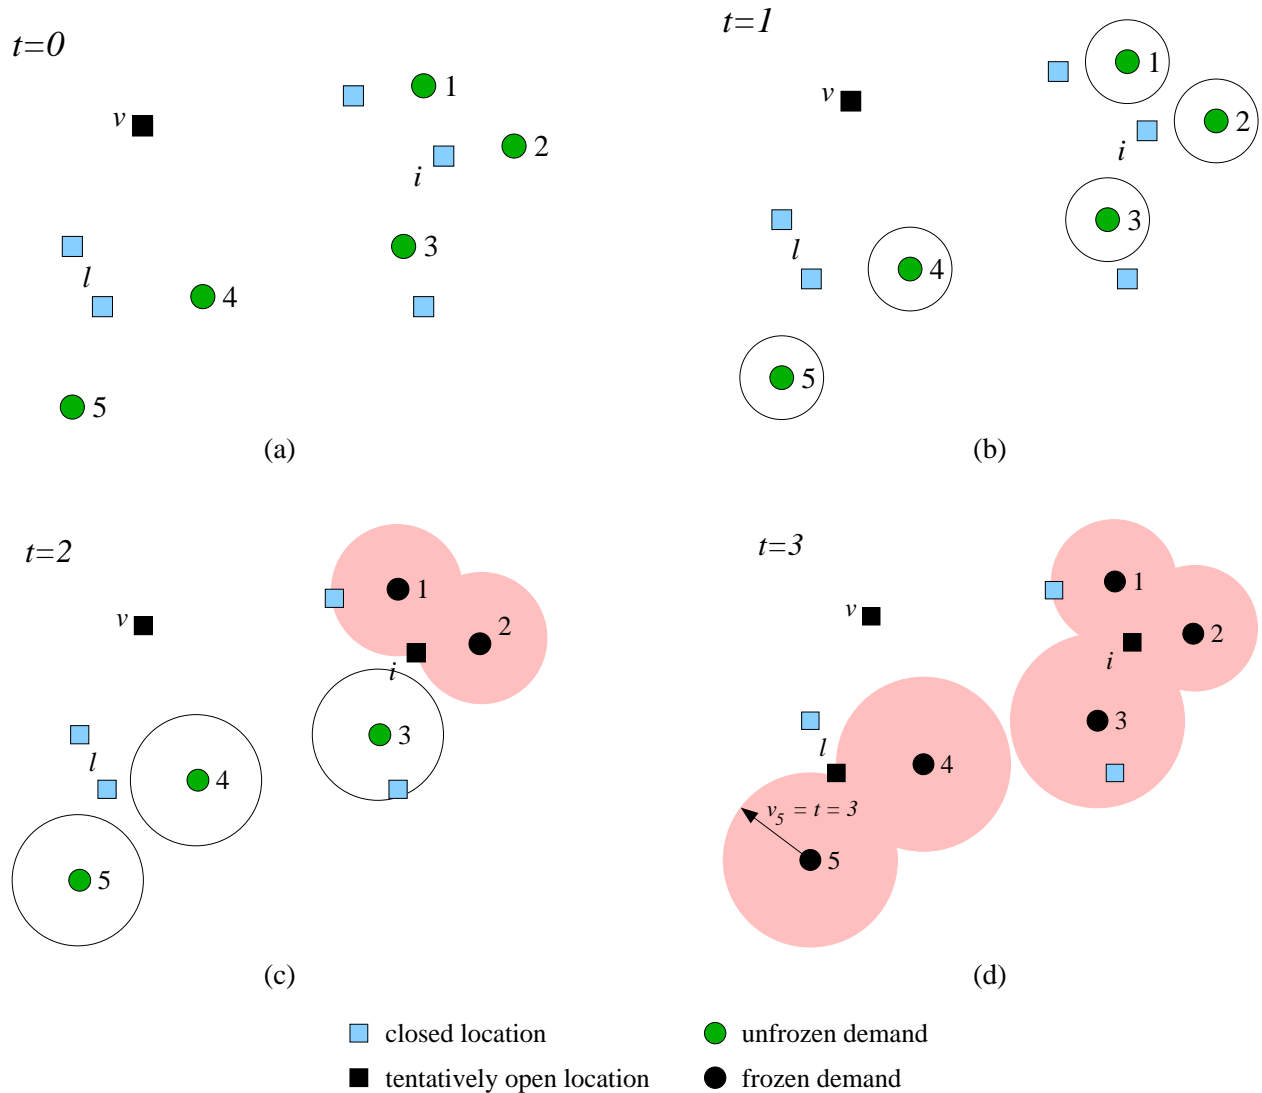 t=0
v
1
2
i
3
l
4
5
(a)
t=1
v
1
2
i
3
l
4
5
(b)
t=2
v
1
2
i
3
l
4
5
(c)
t=3
v
1
2
i
3
l
4
v5 = t = 3
5
(d)
closed location
unfrozen demand
tentatively open location
frozen demand